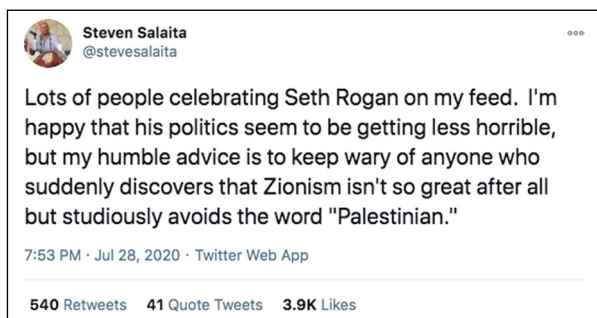 Steven Salaita
@stevesalaita
Lots of people celebrating Seth Rogan on my feed. I'm
happy that his politics seem to be getting less horrible,
but my humble advice is to keep wary of anyone who
suddenly discovers that Zionism isn't so great after all
but studiously avoids the word "Palestinian."
7:53 PM · Jul 28, 2020 · Twitter Web App
540 Retweets 41 Quote Tweets 3.9K Likes